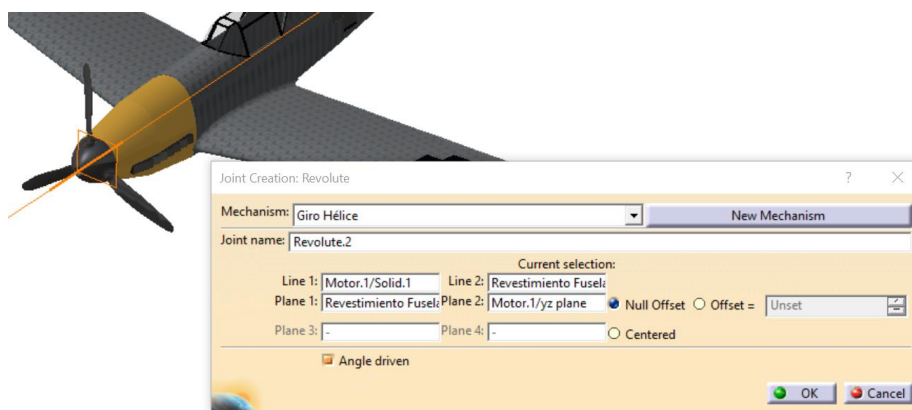 Joint Creation: Revolute ? ×
Mechanism: Giro Hélice New Mechanism
Joint name: Revolute.2
Current selection:
Line 1: Motor.1/Solid.1 Line 2: Revestimiento Fusela
Plane 1: Revestimiento Fusela Plane 2: Motor.1/yz plane Null Offset Offset = Unset
Plane 3: - Plane 4: - Centered
Angle driven
OK Cancel